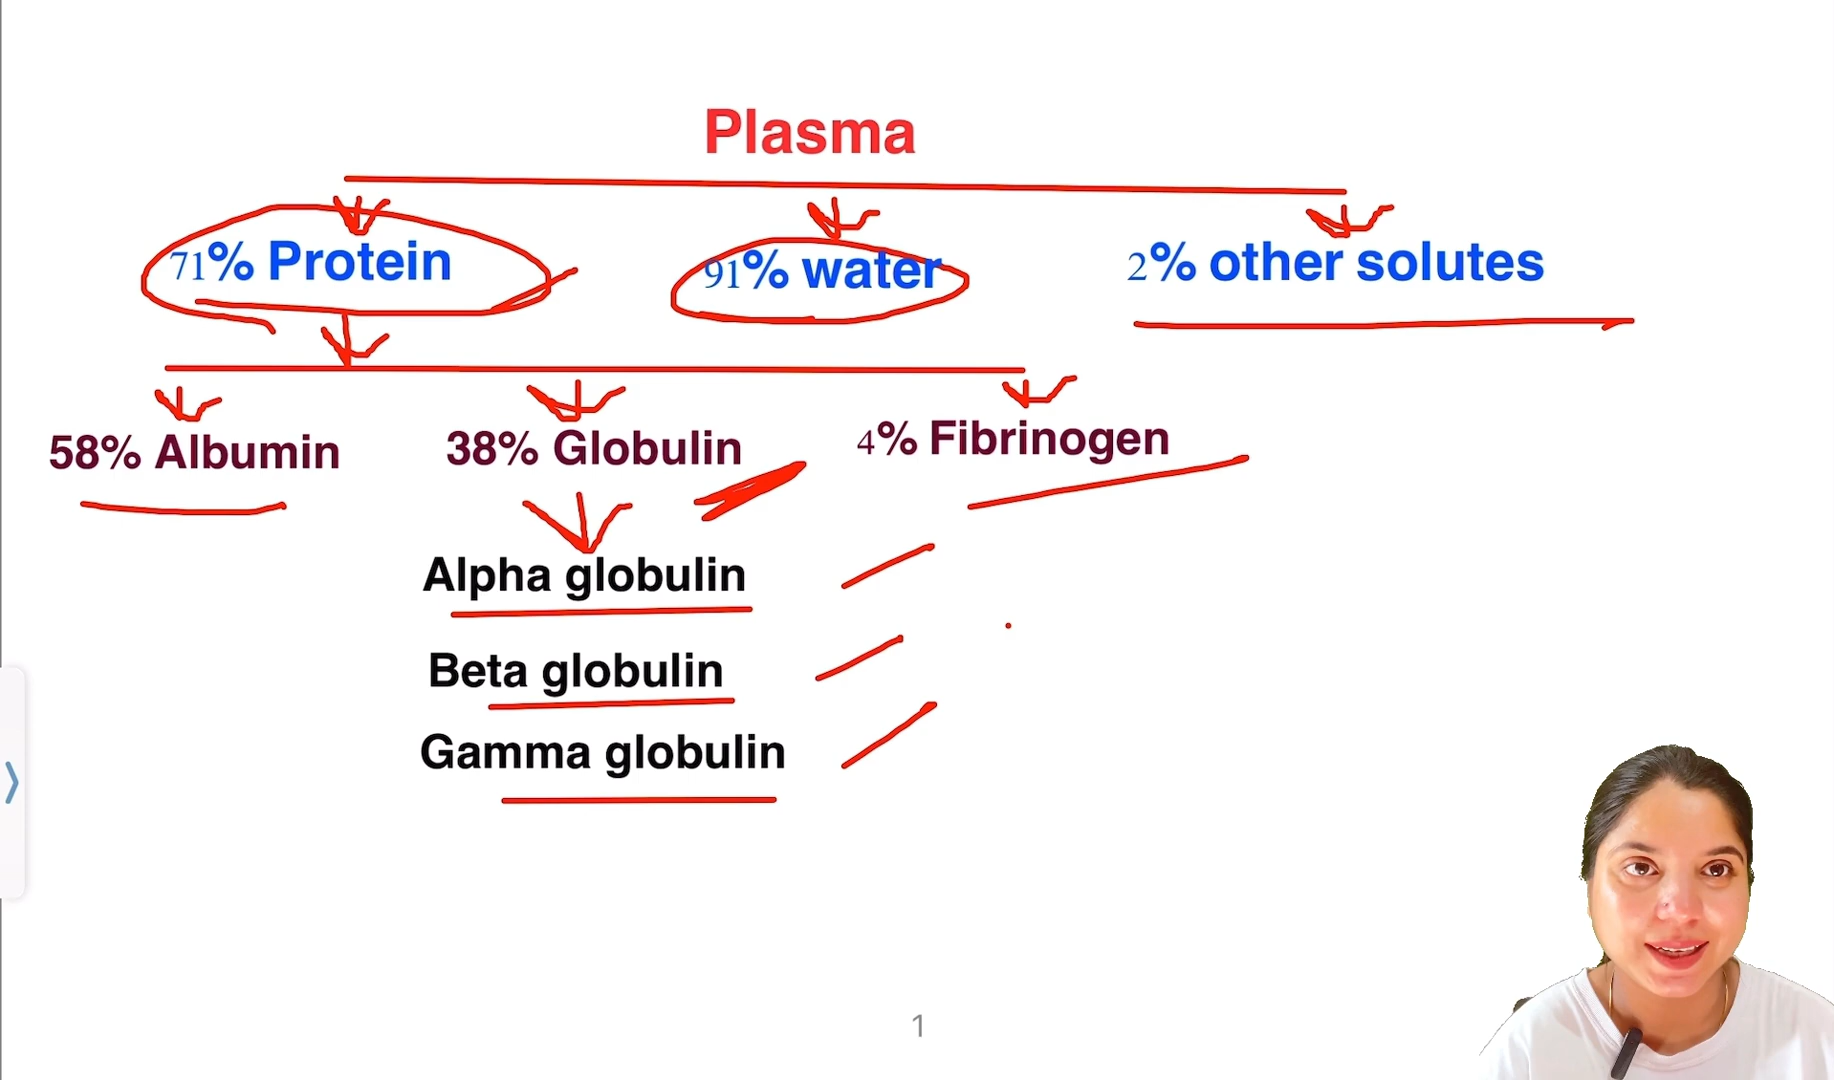 Plasma
71% Protein
91% water
2% other solutes
58% Albumin
38% Globulin
4% Fibrinogen
Alpha globulin
Beta globulin
Gamma globulin
1